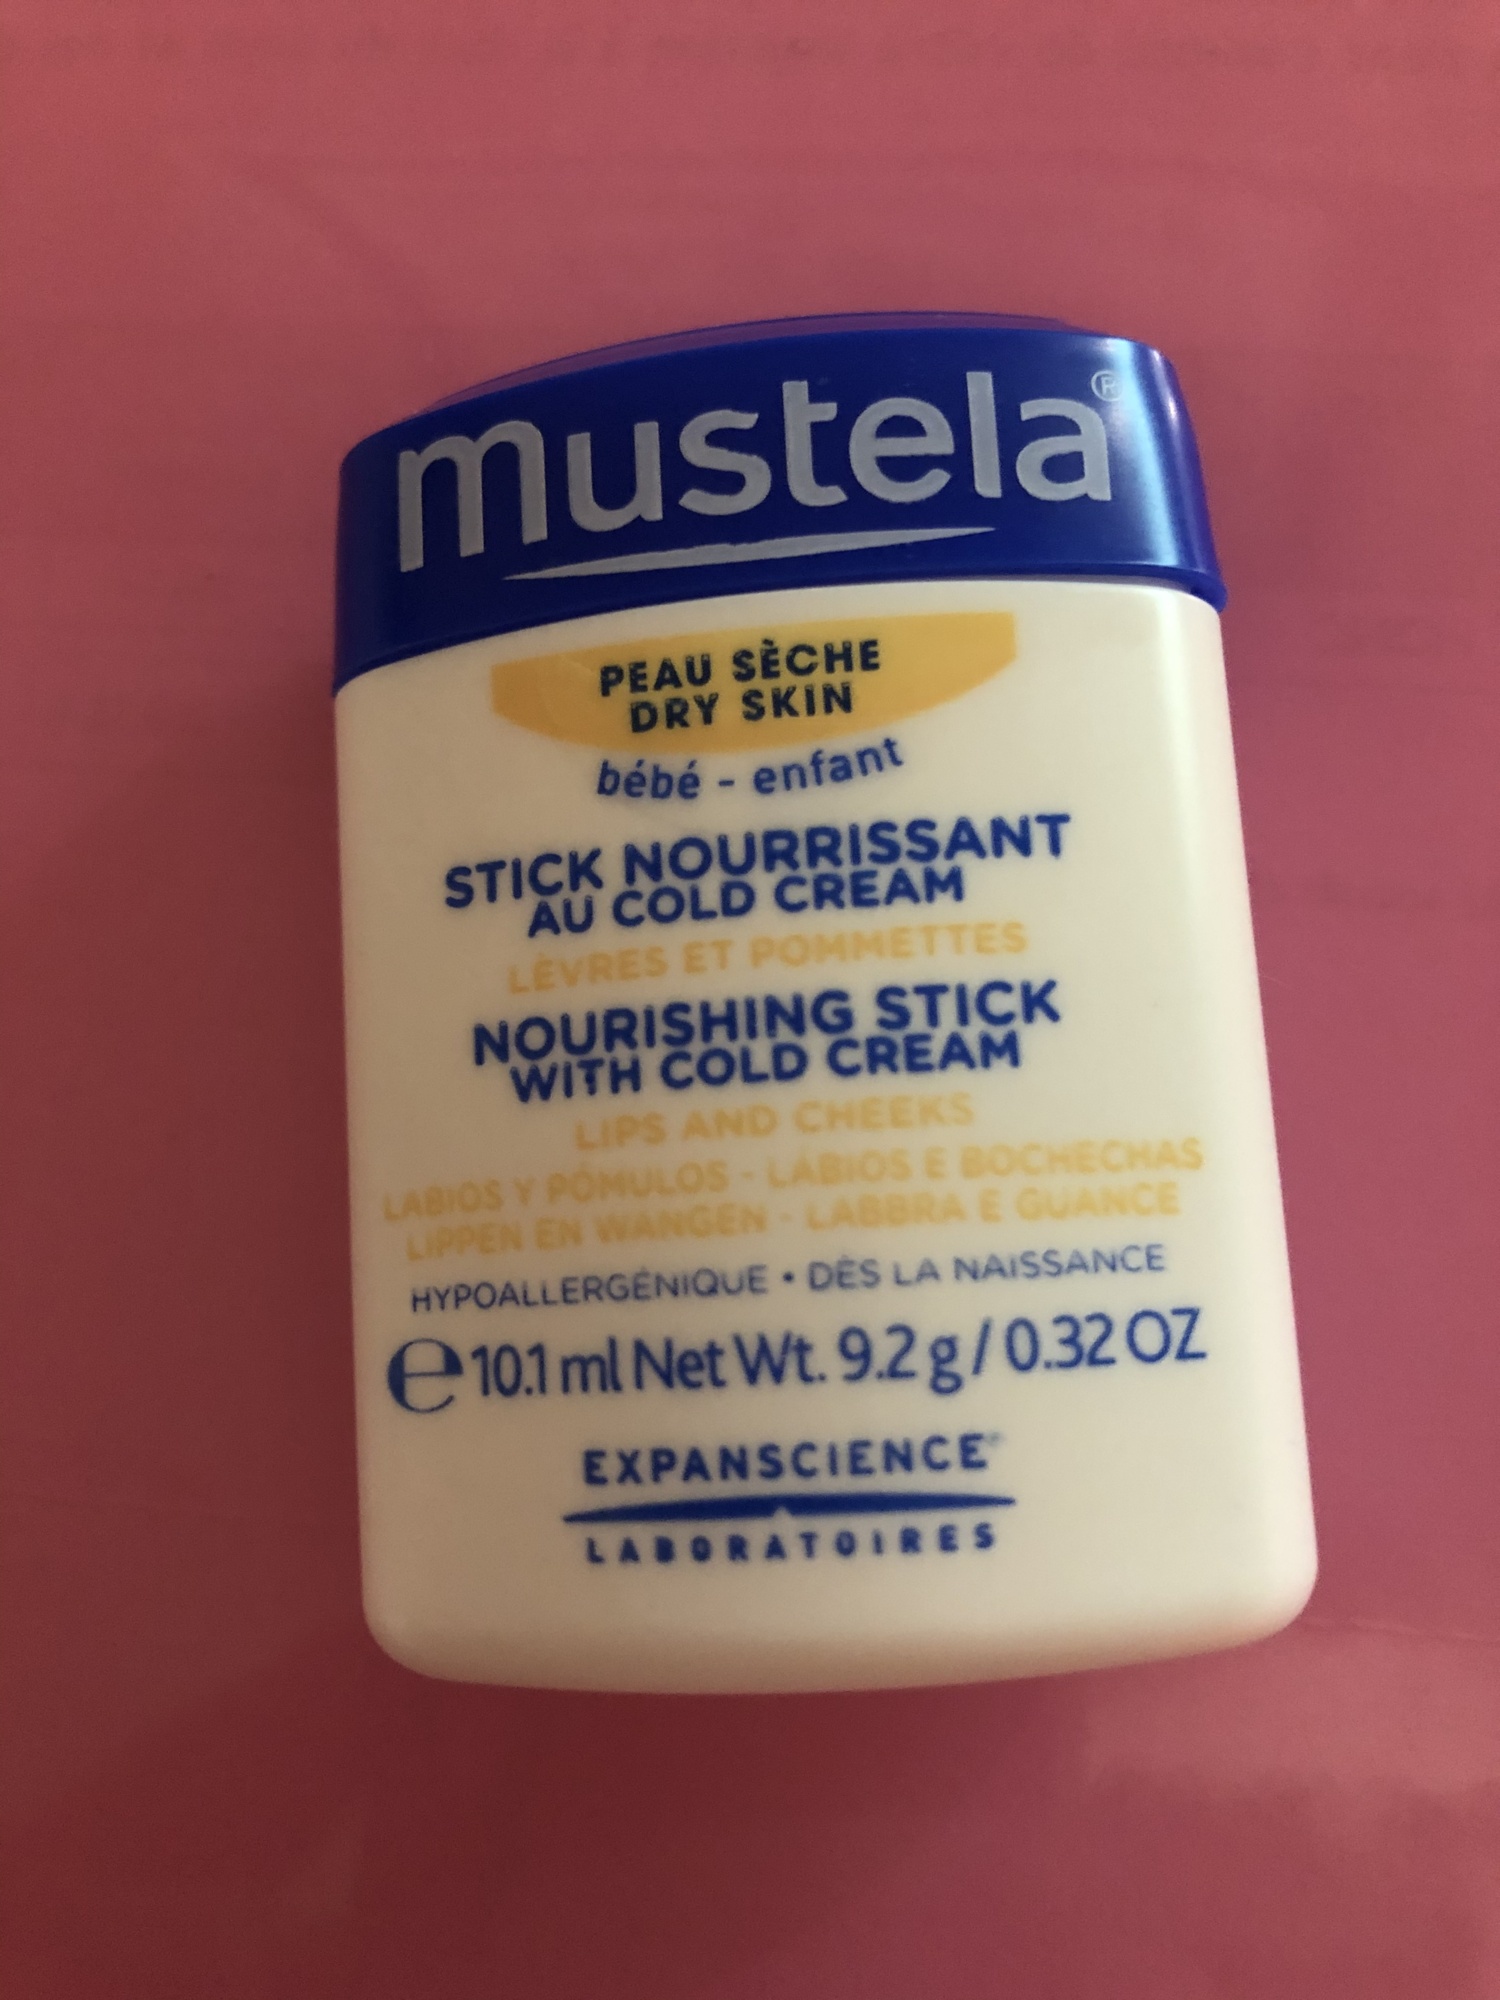 mustela®
PEAU SÈCHE
DRY SKIN
bébé - enfant
STICK NOURRISSANT
AU COLD CREAM
LÈVRES ET POMMETTES
NOURISHING STICK
WITH COLD CREAM
LIPS AND CHEEKS
LABIOS Y PÓMULOS - LÁBIOS E BOCHECHAS
LIPPEN EN WANGEN - LABBRA E GUANCE
HYPOALLERGÉNIQUE • DÈS LA NAISSANCE
℮ 10.1 ml Net Wt. 9.2 g / 0.32 OZ
EXPANSCIENCE®
LABORATOIRES